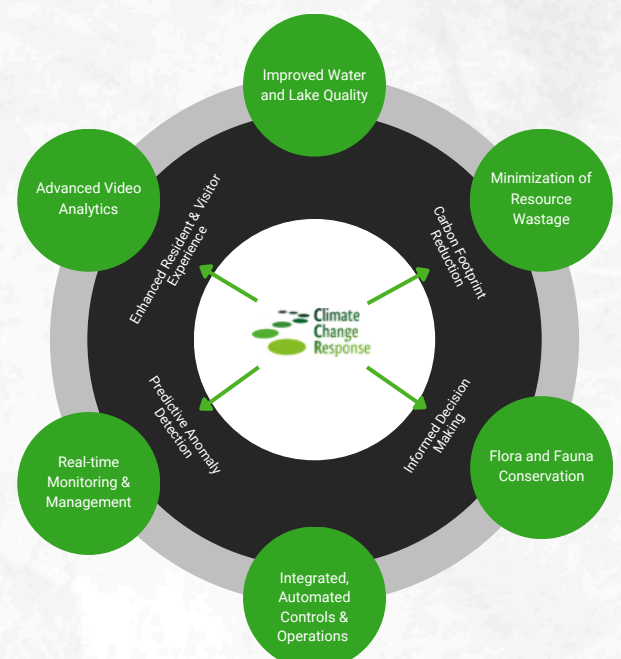 Improved Water
and Lake Quality
Advanced Video
Analytics
Minimization of
Resource
Wastage
Enhanced Resident & Visitor
Experience
Carbon Footprint
Reduction
Climate
Change
Response
Predictive Anomaly
Detection
Informed Decision
Making
Real-time
Monitoring &
Management
Flora and Fauna
Conservation
Integrated,
Automated
Controls &
Operations